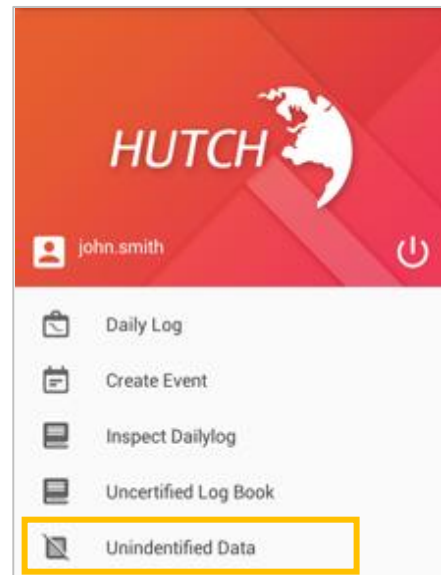 HUTCH
john.smith
Daily Log
Create Event
Inspect Dailylog
Uncertified Log Book
Unindentified Data